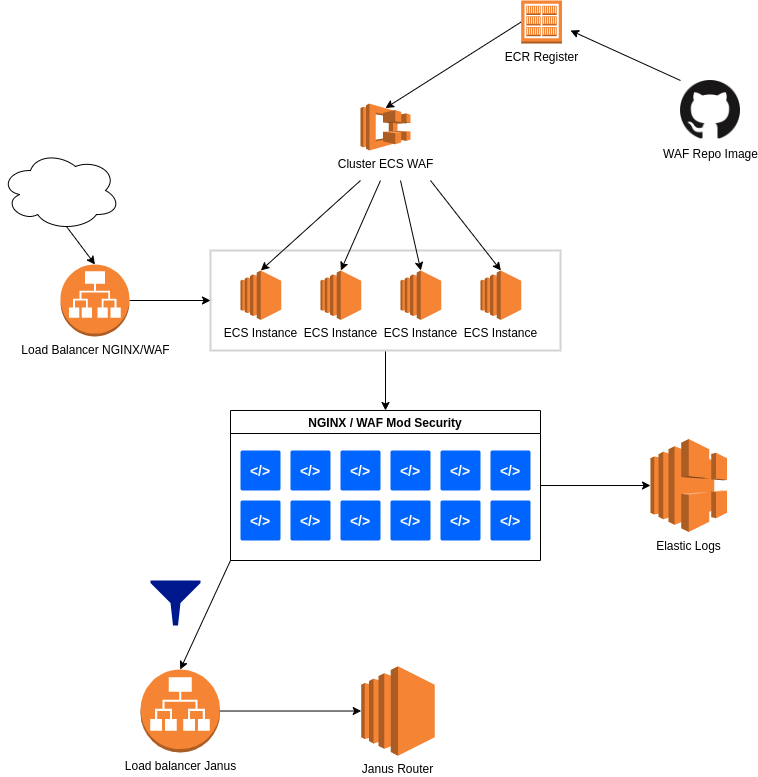 ECR Register
WAF Repo Image
Cluster ECS WAF
ECS Instance
ECS Instance
ECS Instance
ECS Instance
Load Balancer NGINX/WAF
NGINX / WAF Mod Security
</> </> </> </> </> </>
</> </> </> </> </> </>
Elastic Logs
Load balancer Janus
Janus Router